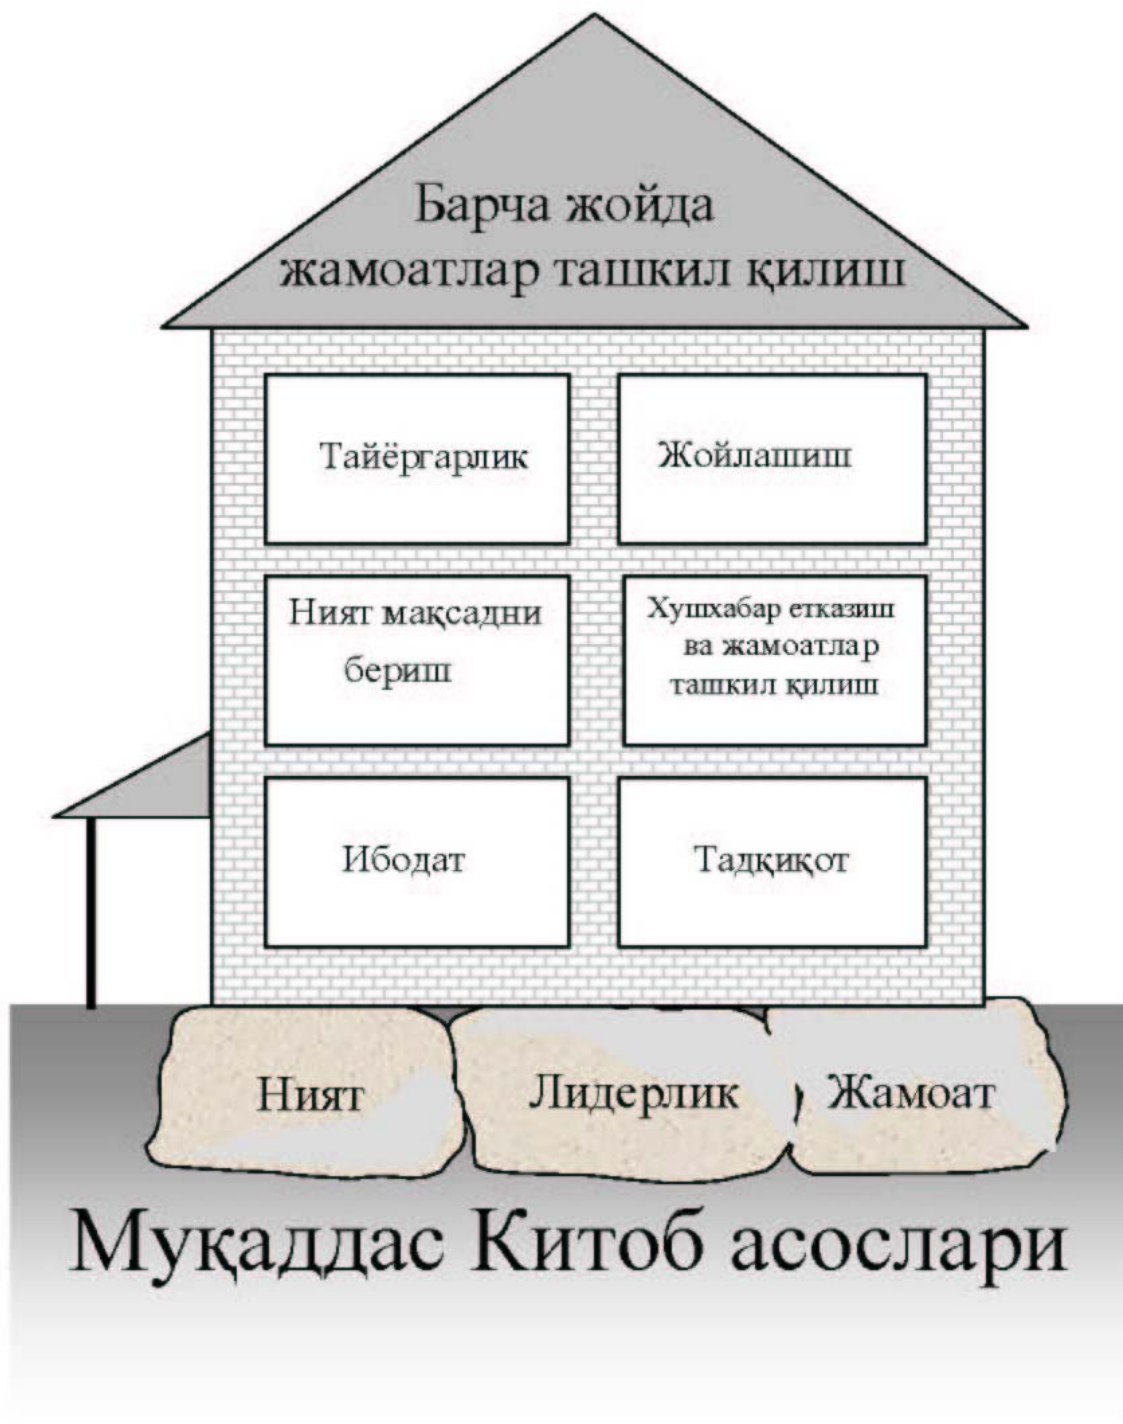 Барча жойда
жамоатлар ташкил қилиш
Тайёргарлик
Жойлашиш
Ният мақсадни
бериш
Хушхабар етказиш
ва жамоатлар
ташкил қилиш
Ибодат
Тадқиқот
Ният
Лидерлик
Жамоат
Муқаддас Китоб асослари